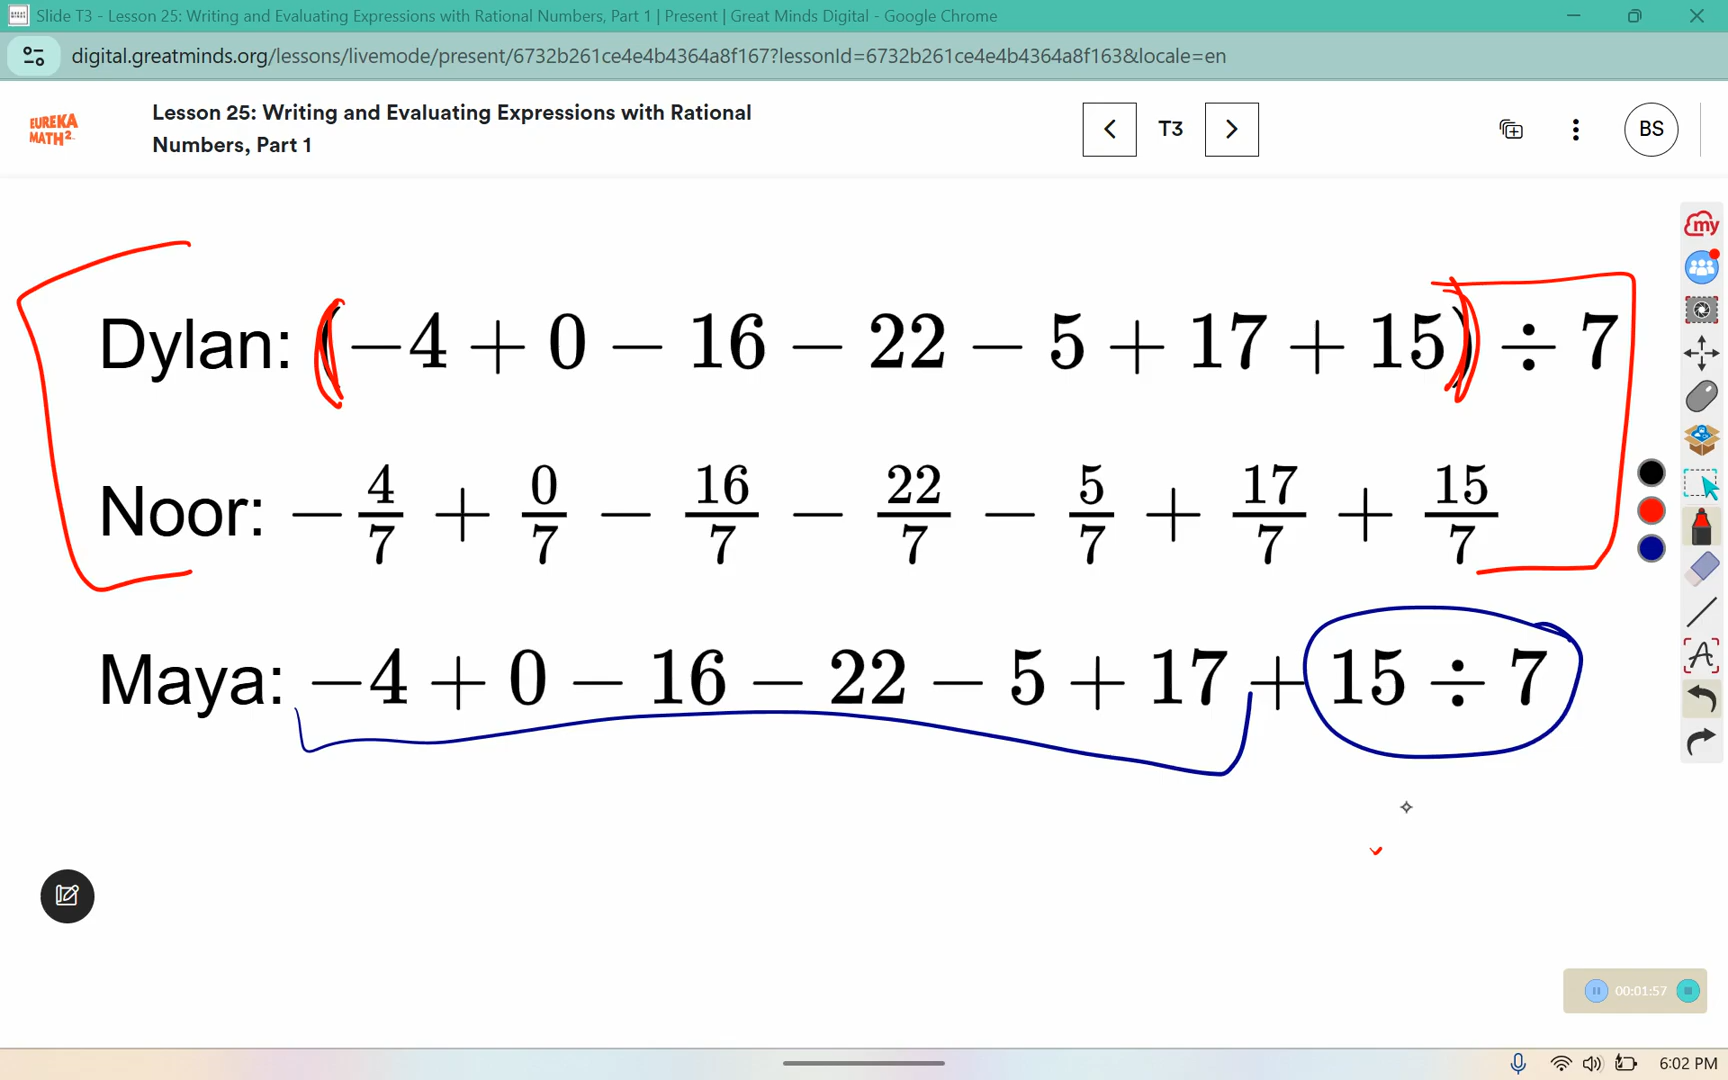 Slide T3 - Lesson 25: Writing and Evaluating Expressions with Rational Numbers, Part 1 | Present | Great Minds Digital - Google Chrome
digital.greatminds.org/lessons/livemode/present/6732b261ce4e4b4364a8f167?lessonId=6732b261ce4e4b4364a8f163&locale=en
EUREKA MATH²
Lesson 25: Writing and Evaluating Expressions with Rational
Numbers, Part 1
T3
BS
my
Dylan: (−4 + 0 − 16 − 22 − 5 + 17 + 15) ÷ 7
Noor: −4/7 + 0/7 − 16/7 − 22/7 − 5/7 + 17/7 + 15/7
Maya: −4 + 0 − 16 − 22 − 5 + 17 + 15 ÷ 7
00:01:57
6:02 PM